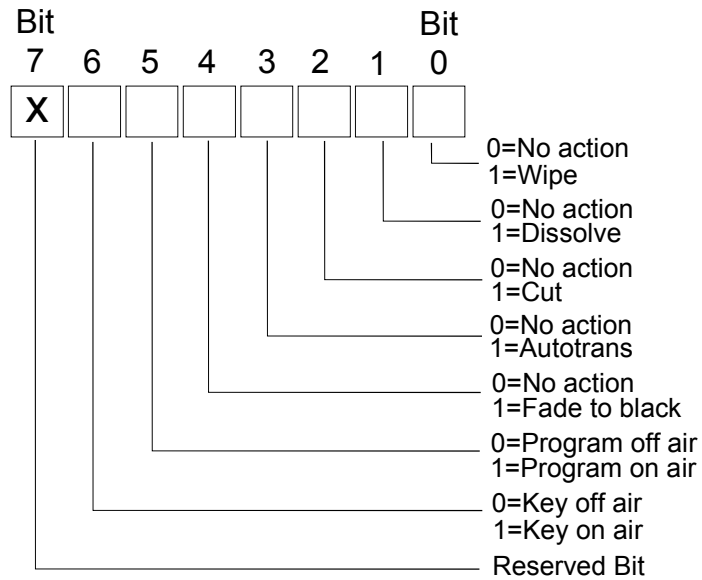 Bit Bit
7 6 5 4 3 2 1 0
X
0=No action
1=Wipe
0=No action
1=Dissolve
0=No action
1=Cut
0=No action
1=Autotrans
0=No action
1=Fade to black
0=Program off air
1=Program on air
0=Key off air
1=Key on air
Reserved Bit